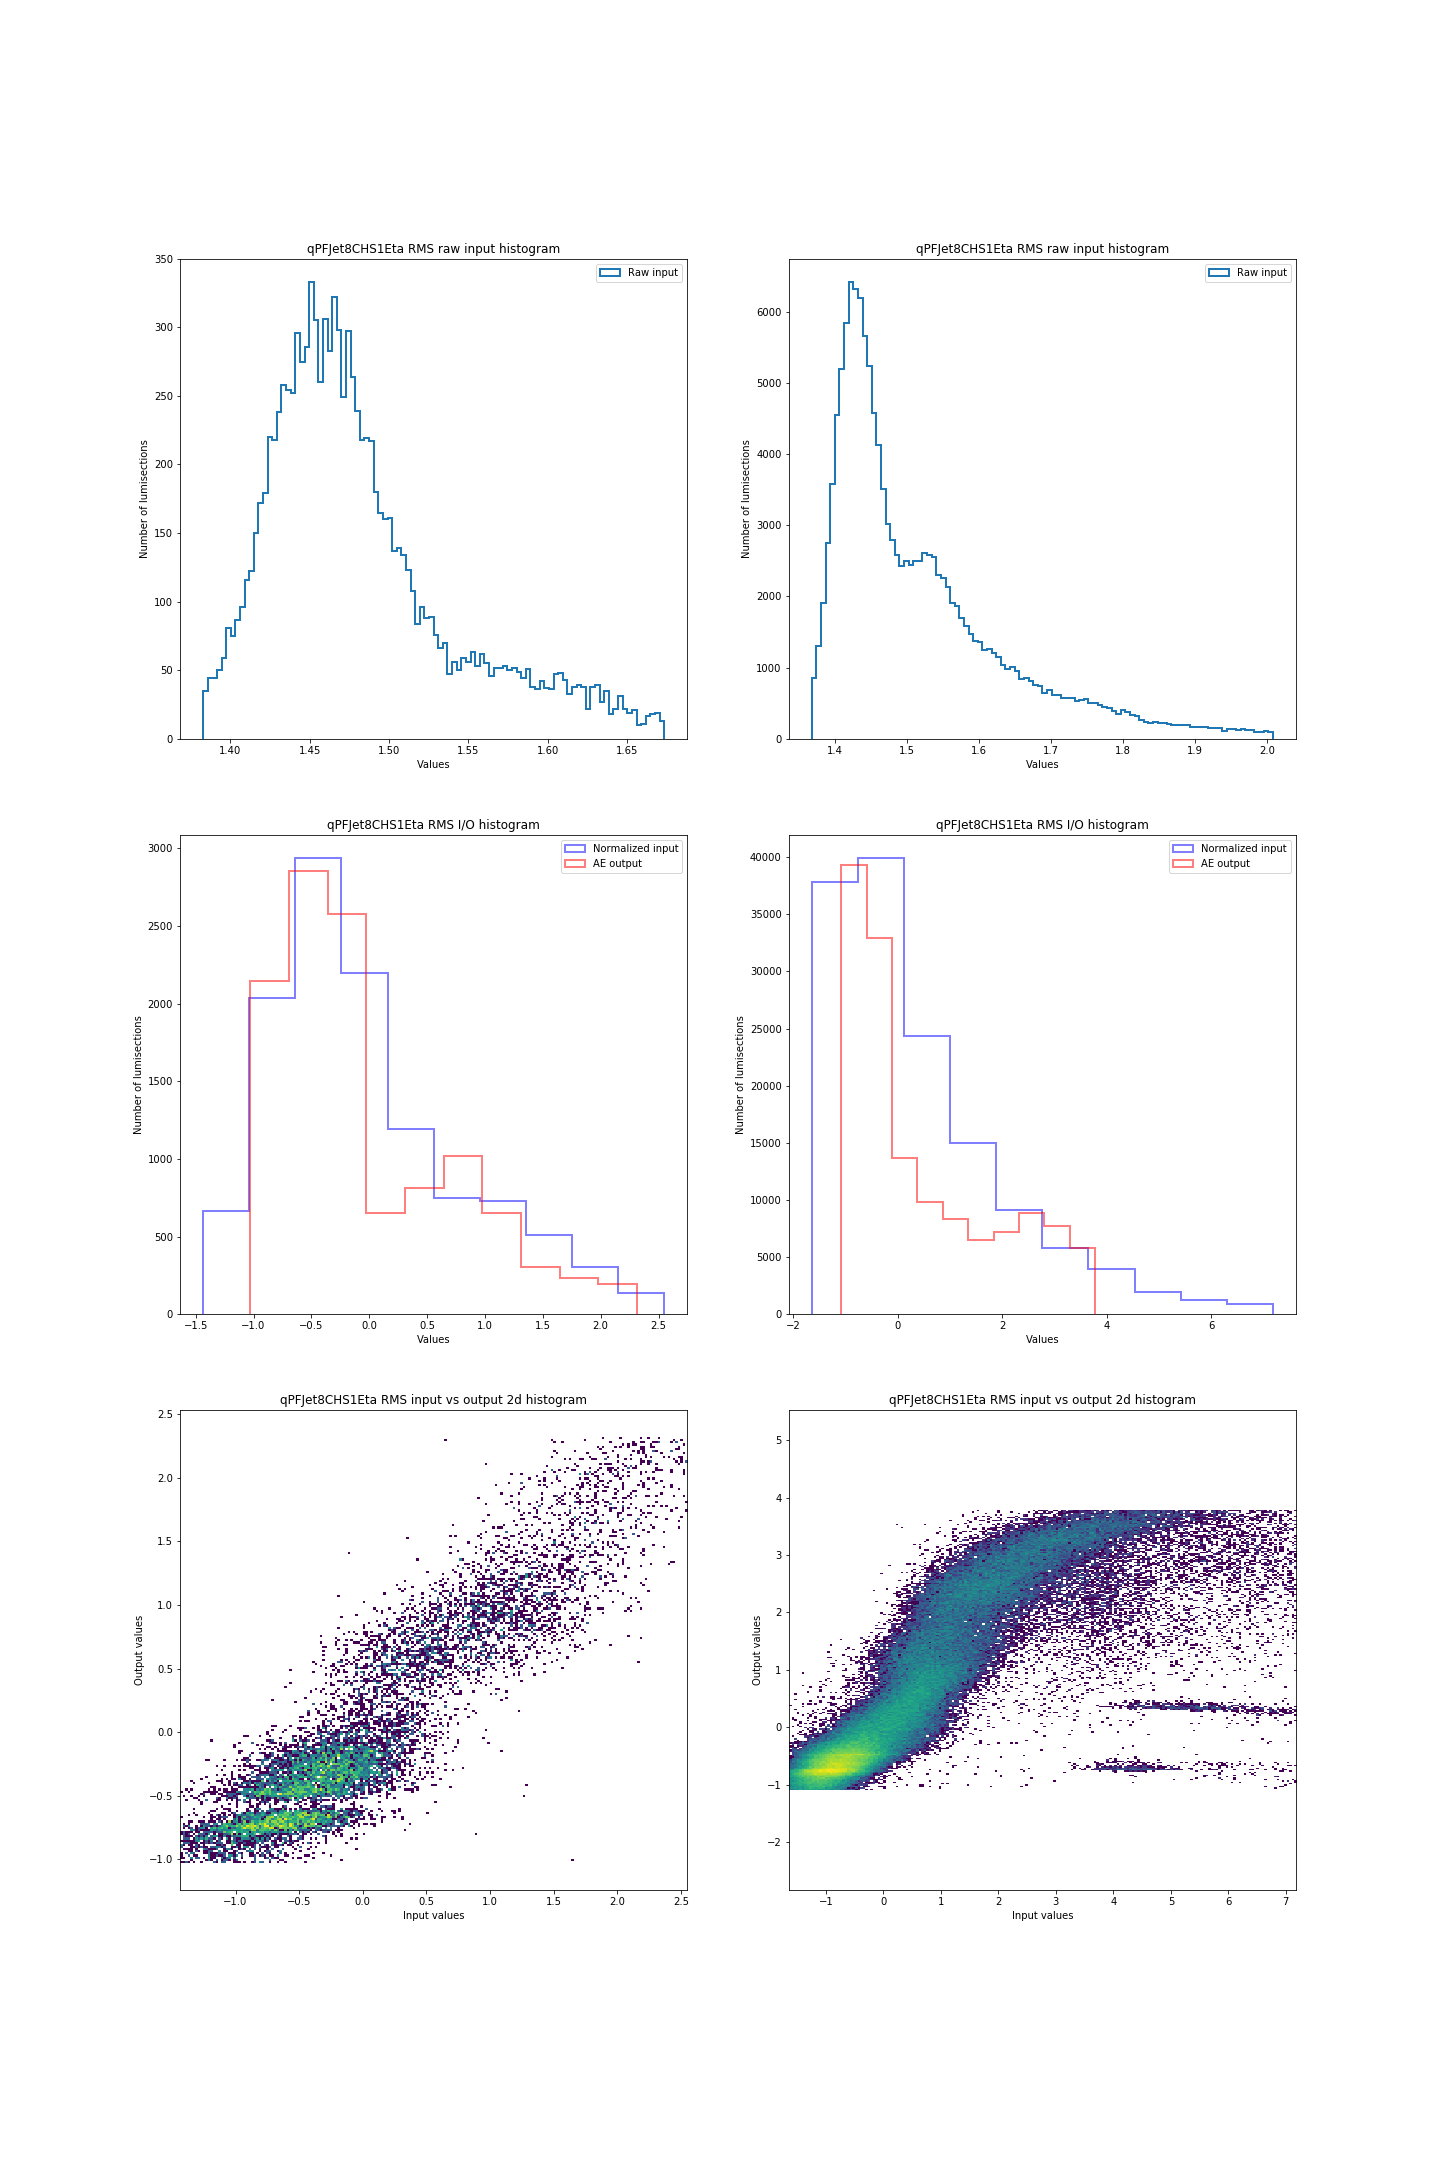 qPFJet8CHS1Eta RMS raw input histogram
Raw input
350
300
250
200
150
100
50
0
Number of lumisections
1.40 1.45 1.50 1.55 1.60 1.65
Values
qPFJet8CHS1Eta RMS raw input histogram
Raw input
6000
5000
4000
3000
2000
1000
0
Number of lumisections
1.4 1.5 1.6 1.7 1.8 1.9 2.0
Values
qPFJet8CHS1Eta RMS I/O histogram
Normalized input
AE output
3000
2500
2000
1500
1000
500
0
Number of lumisections
−1.5 −1.0 −0.5 0.0 0.5 1.0 1.5 2.0 2.5
Values
qPFJet8CHS1Eta RMS I/O histogram
Normalized input
AE output
40000
35000
30000
25000
20000
15000
10000
5000
0
Number of lumisections
−2 0 2 4 6
Values
qPFJet8CHS1Eta RMS input vs output 2d histogram
2.5
2.0
1.5
1.0
0.5
0.0
−0.5
−1.0
Output values
−1.0 −0.5 0.0 0.5 1.0 1.5 2.0 2.5
Input values
qPFJet8CHS1Eta RMS input vs output 2d histogram
5
4
3
2
1
0
−1
−2
Output values
−1 0 1 2 3 4 5 6 7
Input values